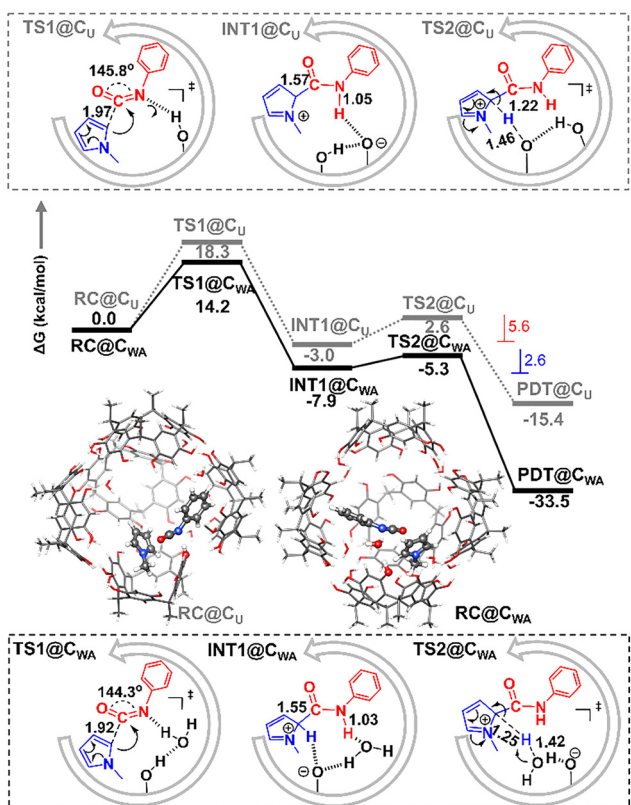 TS1@CU INT1@CU TS2@CU
145.8º O C N H O 1.97 N ‡
1.57 O N H 1.05 N ⊕ H O O ⊖
O N H 1.22 N ⊕ H 1.46 O H O ‡
ΔG (kcal/mol)
TS1@CU
18.3
TS1@CWA
14.2
RC@CU
0.0
RC@CWA
INT1@CU
-3.0
INT1@CWA
-7.9
TS2@CU
2.6
TS2@CWA
-5.3
5.6
2.6
PDT@CU
-15.4
PDT@CWA
-33.5
RC@CU
RC@CWA
TS1@CWA INT1@CWA TS2@CWA
144.3º O C N H O H 1.92 N H O ‡
1.55 O N H 1.03 H N ⊕ H O H O ⊖
O N H N ⊕ 1.25 H 1.42 O H H O ⊖ ‡